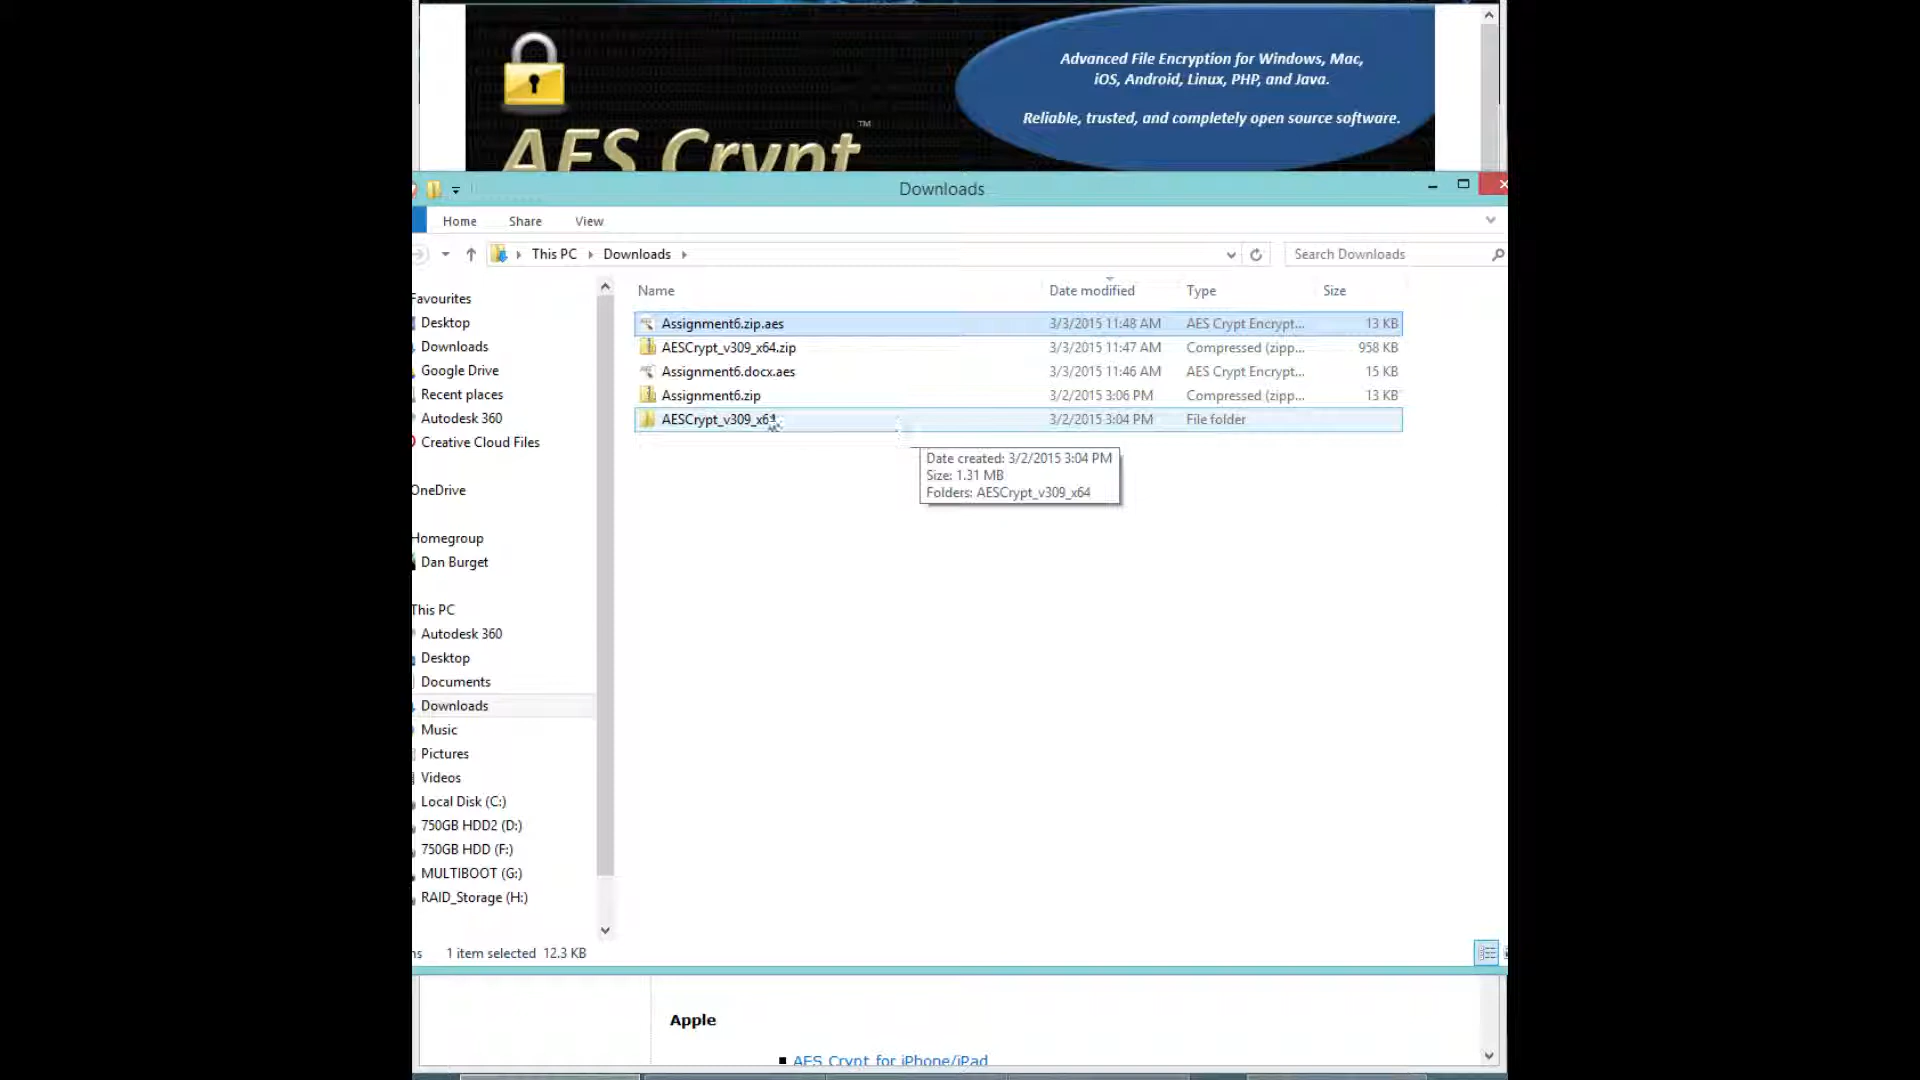 Advanced File Encryption for Windows, Mac,
iOS, Android, Linux, PHP, and Java.
Reliable, trusted, and completely open source software.
AES Crypt™
Downloads
Home Share View
This PC Downloads Search Downloads
Name Date modified Type Size
Assignment6.zip.aes 3/3/2015 11:48 AM AES Crypt Encrypt... 13 KB
AESCrypt_v309_x64.zip 3/3/2015 11:47 AM Compressed (zipp... 958 KB
Assignment6.docx.aes 3/3/2015 11:46 AM AES Crypt Encrypt... 15 KB
Assignment6.zip 3/2/2015 3:06 PM Compressed (zipp... 13 KB
AESCrypt_v309_x64 3/2/2015 3:04 PM File folder
Date created: 3/2/2015 3:04 PM
Size: 1.31 MB
Folders: AESCrypt_v309_x64
Favourites
Desktop
Downloads
Google Drive
Recent places
Autodesk 360
Creative Cloud Files
OneDrive
Homegroup
Dan Burget
This PC
Autodesk 360
Desktop
Documents
Downloads
Music
Pictures
Videos
Local Disk (C:)
750GB HDD2 (D:)
750GB HDD (F:)
MULTIBOOT (G:)
RAID_Storage (H:)
1 item selected 12.3 KB
Apple
AES Crypt for iPhone/iPad